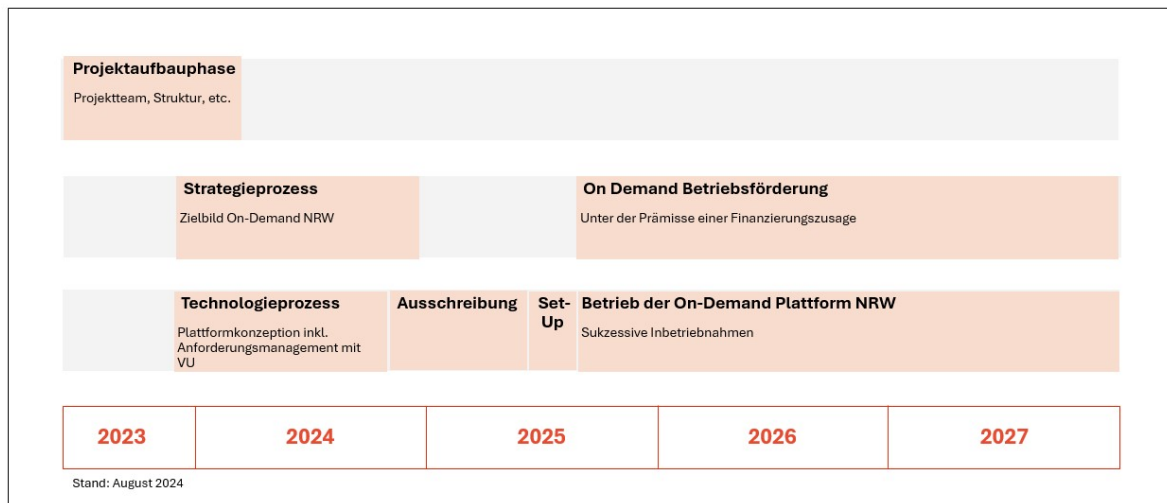 Projektaufbauphase
Projektteam, Struktur, etc.
Strategieprozess
Zielbild On-Demand NRW
On Demand Betriebsförderung
Unter der Prämisse einer Finanzierungszusage
Technologieprozess
Plattformkonzeption inkl.
Anforderungsmanagement mit
VU
Ausschreibung
Set-
Up
Betrieb der On-Demand Plattform NRW
Sukzessive Inbetriebnahmen
2023
2024
2025
2026
2027
Stand: August 2024